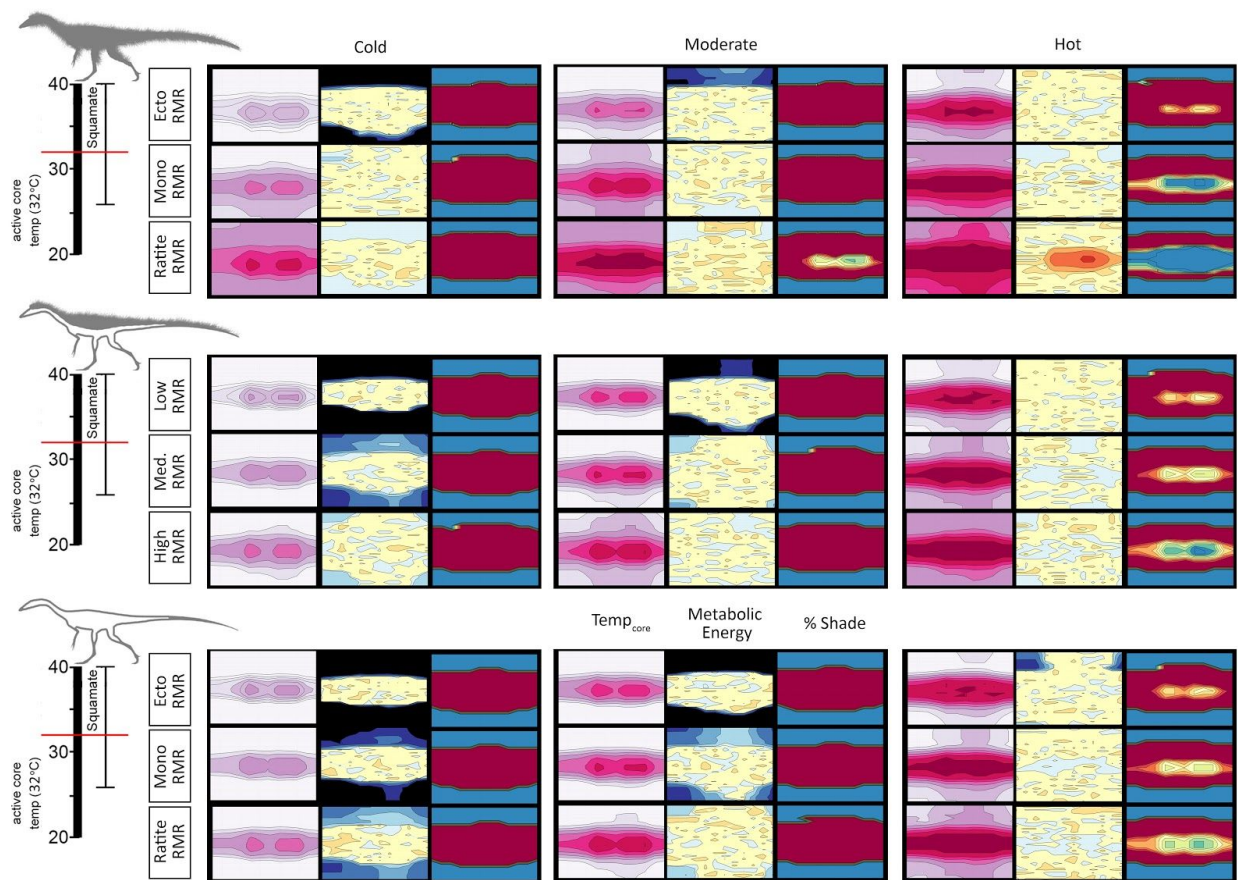 Cold
Moderate
Hot
40
30
20
active core
temp (32°C)
Squamate
Ecto
RMR
Mono
RMR
Ratite
RMR
40
30
20
active core
temp (32°C)
Squamate
Low
RMR
Med.
RMR
High
RMR
Temp core
Metabolic
Energy
% Shade
40
30
20
active core
temp (32°C)
Squamate
Ecto
RMR
Mono
RMR
Ratite
RMR